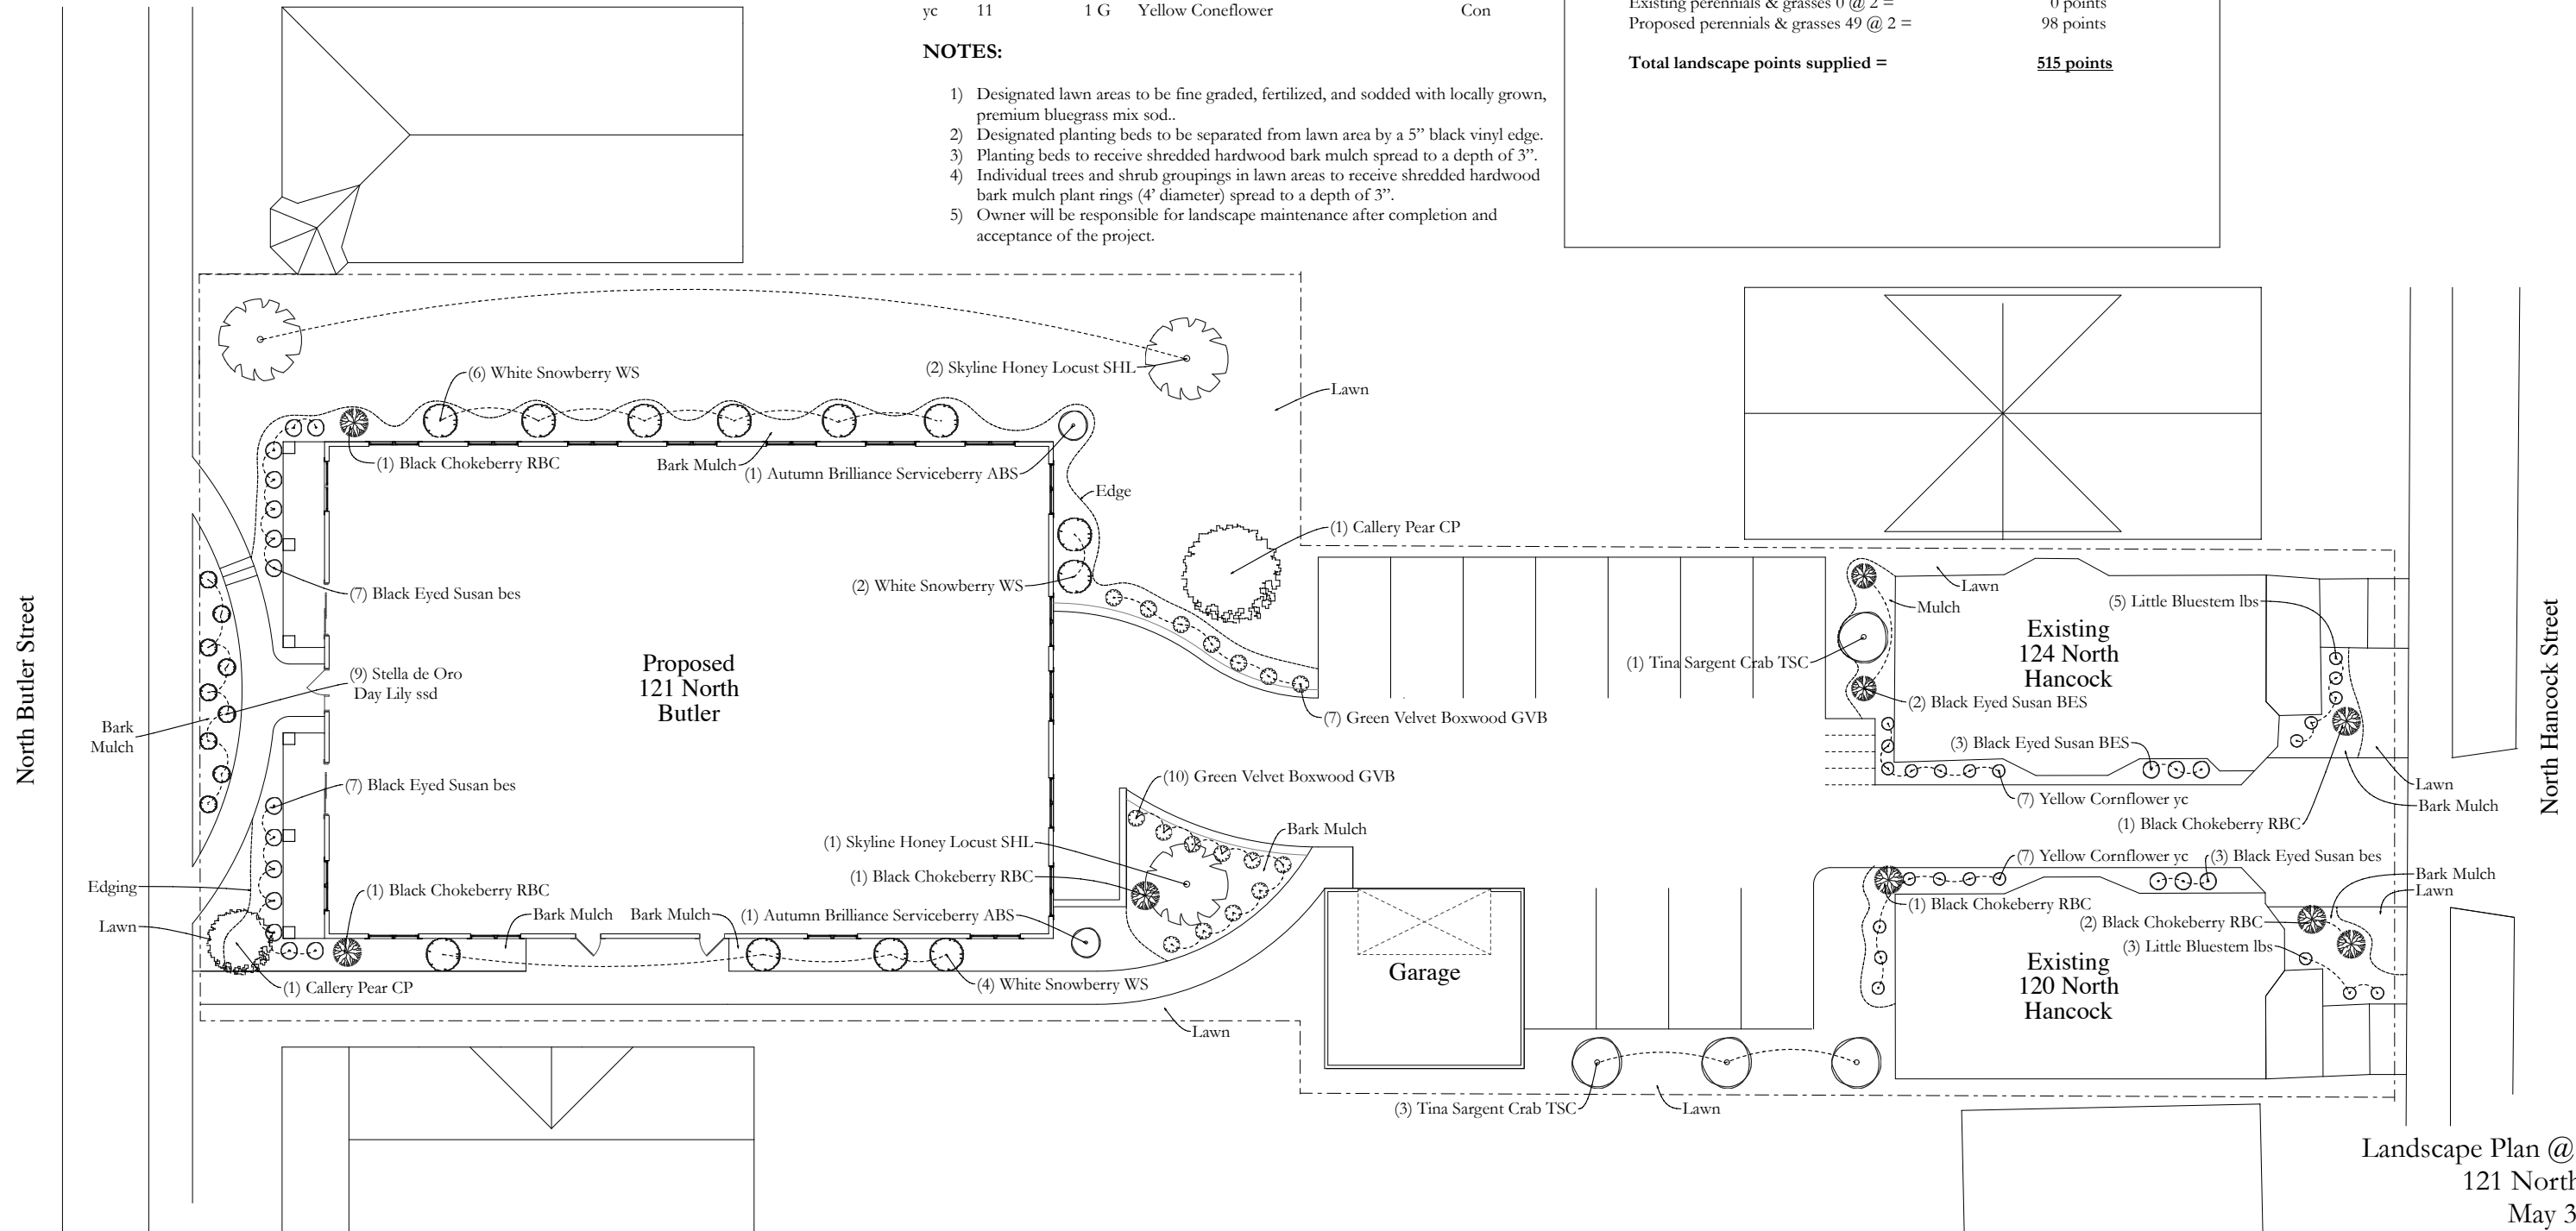 yc 11 1 G Yellow Coneflower Con
NOTES:
1) Designated lawn areas to be fine graded, fertilized, and sodded with locally grown,
premium bluegrass mix sod..
2) Designated planting beds to be separated from lawn area by a 5” black vinyl edge.
3) Planting beds to receive shredded hardwood bark mulch spread to a depth of 3”.
4) Individual trees and shrub groupings in lawn areas to receive shredded hardwood
bark mulch plant rings (4’ diameter) spread to a depth of 3”.
5) Owner will be responsible for landscape maintenance after completion and
acceptance of the project.
Existing perennials & grasses 0 @ 2 = 0 points
Proposed perennials & grasses 49 @ 2 = 98 points
Total landscape points supplied = 515 points
North Butler Street
(6) White Snowberry WS
(2) Skyline Honey Locust SHL
Lawn
(1) Black Chokeberry RBC
Bark Mulch
(1) Autumn Brilliance Serviceberry ABS
Edge
(1) Callery Pear CP
(2) White Snowberry WS
(7) Black Eyed Susan bes
Proposed
121 North
Butler
(9) Stella de Oro
Day Lily ssd
Bark
Mulch
(7) Green Velvet Boxwood GVB
(7) Black Eyed Susan bes
(10) Green Velvet Boxwood GVB
Bark Mulch
(1) Skyline Honey Locust SHL
(1) Black Chokeberry RBC
Edging
(1) Black Chokeberry RBC
Bark Mulch
Bark Mulch
(1) Autumn Brilliance Serviceberry ABS
Lawn
(1) Callery Pear CP
(4) White Snowberry WS
Lawn
Garage
(3) Tina Sargent Crab TSC
Lawn
Lawn
Mulch
(5) Little Bluestem lbs
Existing
124 North
Hancock
(1) Tina Sargent Crab TSC
(2) Black Eyed Susan BES
(3) Black Eyed Susan BES
(7) Yellow Cornflower yc
Lawn
Bark Mulch
(1) Black Chokeberry RBC
(7) Yellow Cornflower yc
(3) Black Eyed Susan bes
Bark Mulch
Lawn
(1) Black Chokeberry RBC
(2) Black Chokeberry RBC
(3) Little Bluestem lbs
Existing
120 North
Hancock
North Hancock Street
Landscape Plan @
121 North
May 3